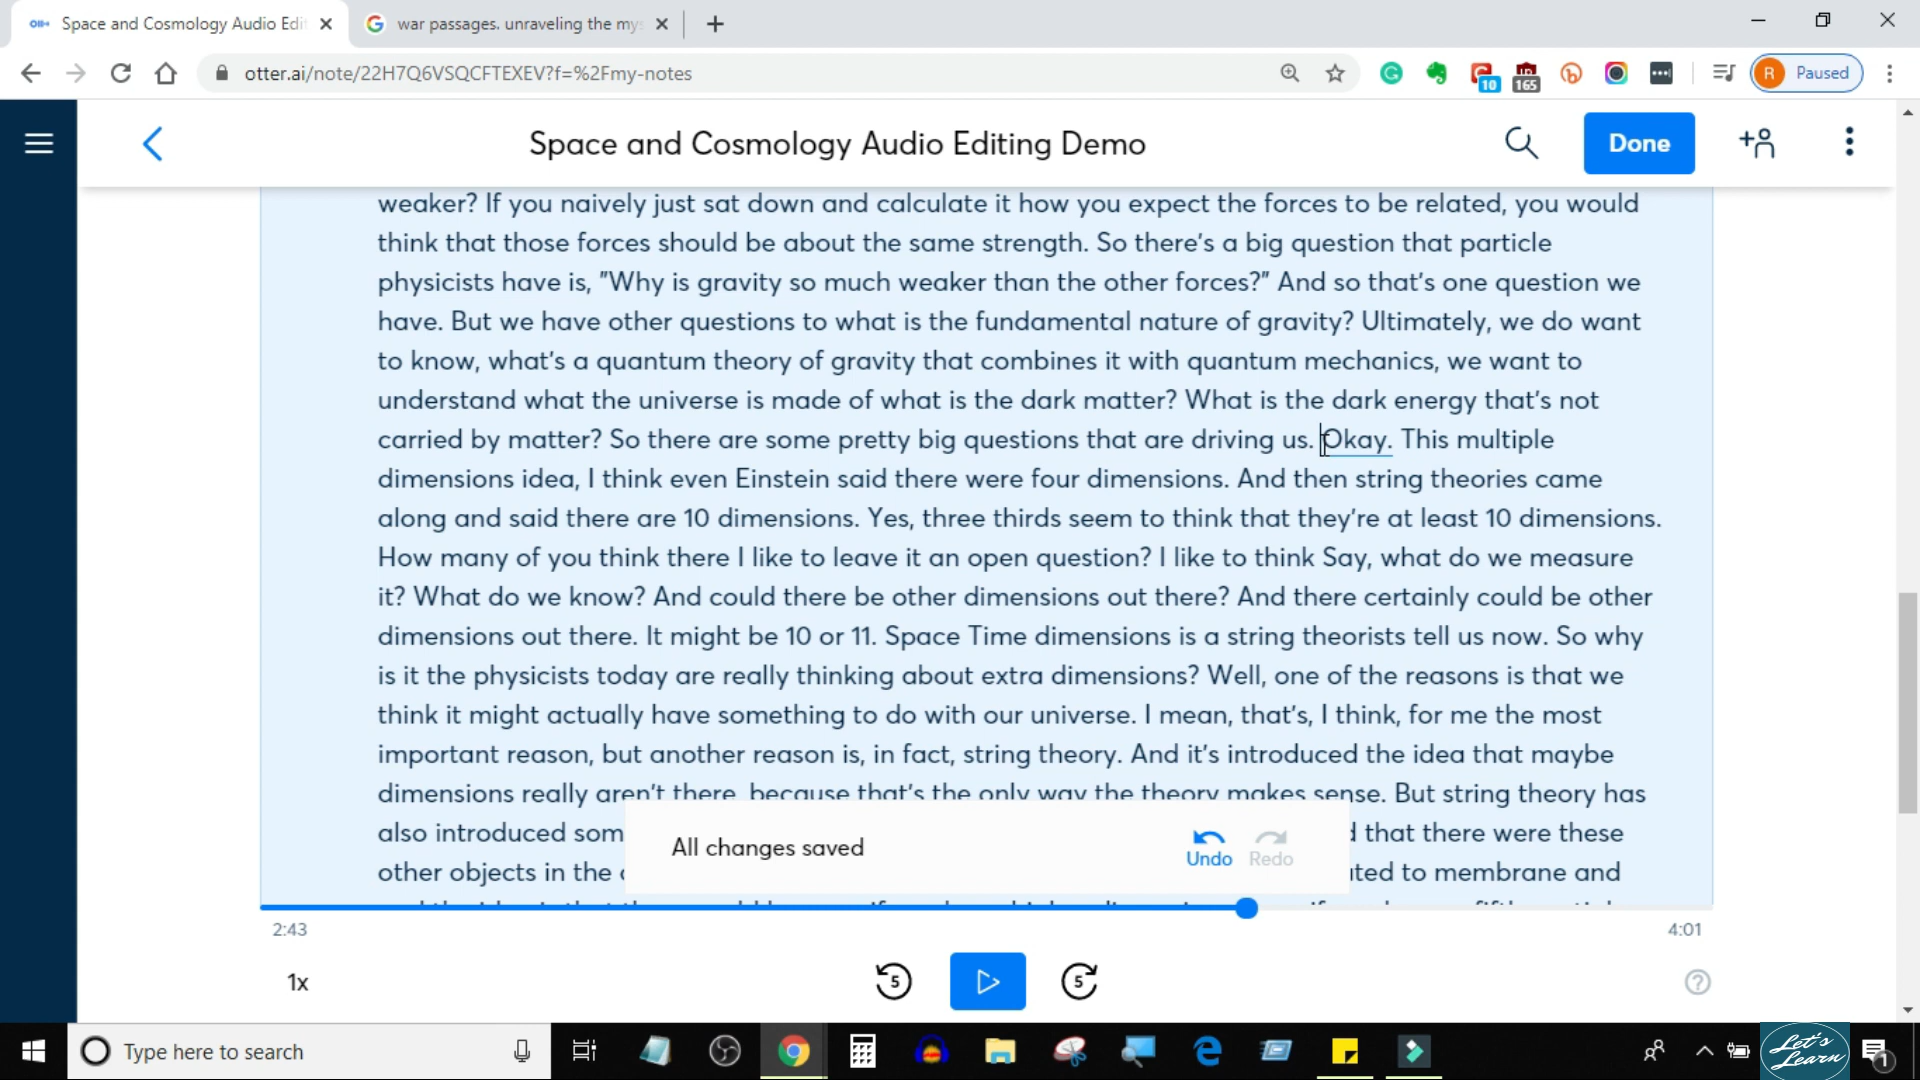 Space and Cosmology Audio Edi
war passages. unraveling the my
otter.ai/note/22H7Q6VSQCFTEXEV?f=%2Fmy-notes
10
165
R Paused
Space and Cosmology Audio Editing Demo
Done
weaker? If you naively just sat down and calculate it how you expect the forces to be related, you would
think that those forces should be about the same strength. So there's a big question that particle
physicists have is, "Why is gravity so much weaker than the other forces?" And so that's one question we
have. But we have other questions to what is the fundamental nature of gravity? Ultimately, we do want
to know, what's a quantum theory of gravity that combines it with quantum mechanics, we want to
understand what the universe is made of what is the dark matter? What is the dark energy that's not
carried by matter? So there are some pretty big questions that are driving us. Okay. This multiple
dimensions idea, I think even Einstein said there were four dimensions. And then string theories came
along and said there are 10 dimensions. Yes, three thirds seem to think that they're at least 10 dimensions.
How many of you think there I like to leave it an open question? I like to think Say, what do we measure
it? What do we know? And could there be other dimensions out there? And there certainly could be other
dimensions out there. It might be 10 or 11. Space Time dimensions is a string theorists tell us now. So why
is it the physicists today are really thinking about extra dimensions? Well, one of the reasons is that we
think it might actually have something to do with our universe. I mean, that's, I think, for me the most
important reason, but another reason is, in fact, string theory. And it's introduced the idea that maybe
dimensions really aren't there, because that's the only way the theory makes sense. But string theory has
also introduced som d that there were these
other objects in the ated to membrane and
All changes saved
Undo
Redo
2:43
4:01
1x
5
5
Type here to search
Let's
Learn
1